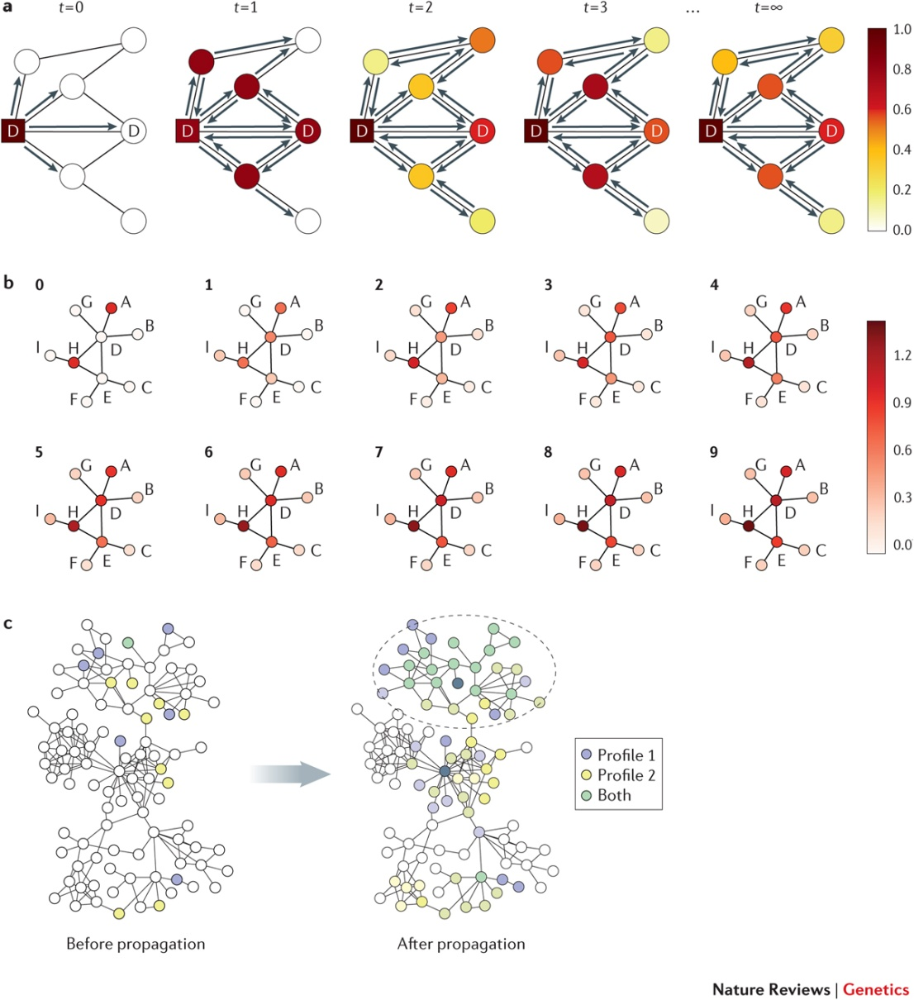 a t=0 t=1 t=2 t=3 ... t=∞
D D D D D D D D D D
1.0
0.8
0.6
0.4
0.2
0.0
b 0 1 2 3 4
G A G A G A G A G A
I H B I H B I H B I H B I H B
D D D D D
F E C F E C F E C F E C F E C
5 6 7 8 9
G A G A G A G A G A
I H B I H B I H B I H B I H B
D D D D D
F E C F E C F E C F E C F E C
1.2
0.9
0.6
0.3
0.0
c
Profile 1
Profile 2
Both
Before propagation After propagation
Nature Reviews | Genetics